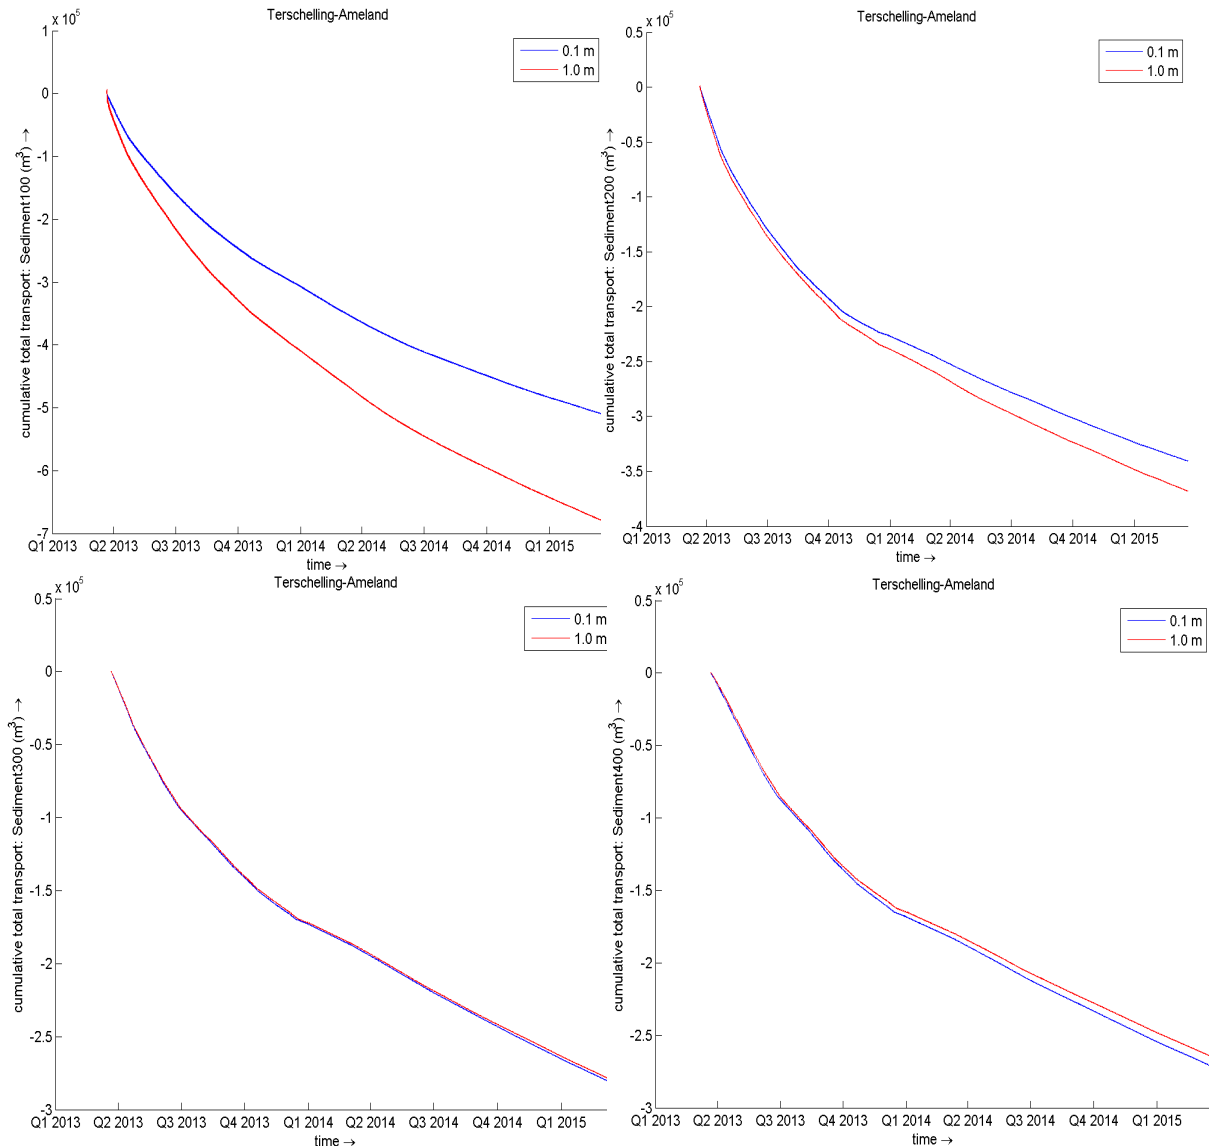 Terschelling-Ameland
x 10^5
1
0
-1
-2
-3
-4
-5
-6
-7
cumulative total transport: Sediment100 (m^3) →
0.1 m
1.0 m
Q1 2013 Q2 2013 Q3 2013 Q4 2013 Q1 2014 Q2 2014 Q3 2014 Q4 2014 Q1 2015
time →
Terschelling-Ameland
x 10^5
0.5
0
-0.5
-1
-1.5
-2
-2.5
-3
-3.5
-4
cumulative total transport: Sediment200 (m^3) →
0.1 m
1.0 m
Q1 2013 Q2 2013 Q3 2013 Q4 2013 Q1 2014 Q2 2014 Q3 2014 Q4 2014 Q1 2015
time →
Terschelling-Ameland
x 10^5
0.5
0
-0.5
-1
-1.5
-2
-2.5
-3
cumulative total transport: Sediment300 (m^3) →
0.1 m
1.0 m
Q1 2013 Q2 2013 Q3 2013 Q4 2013 Q1 2014 Q2 2014 Q3 2014 Q4 2014 Q1 2015
time →
Terschelling-Ameland
x 10^5
0.5
0
-0.5
-1
-1.5
-2
-2.5
-3
cumulative total transport: Sediment400 (m^3) →
0.1 m
1.0 m
Q1 2013 Q2 2013 Q3 2013 Q4 2013 Q1 2014 Q2 2014 Q3 2014 Q4 2014 Q1 2015
time →